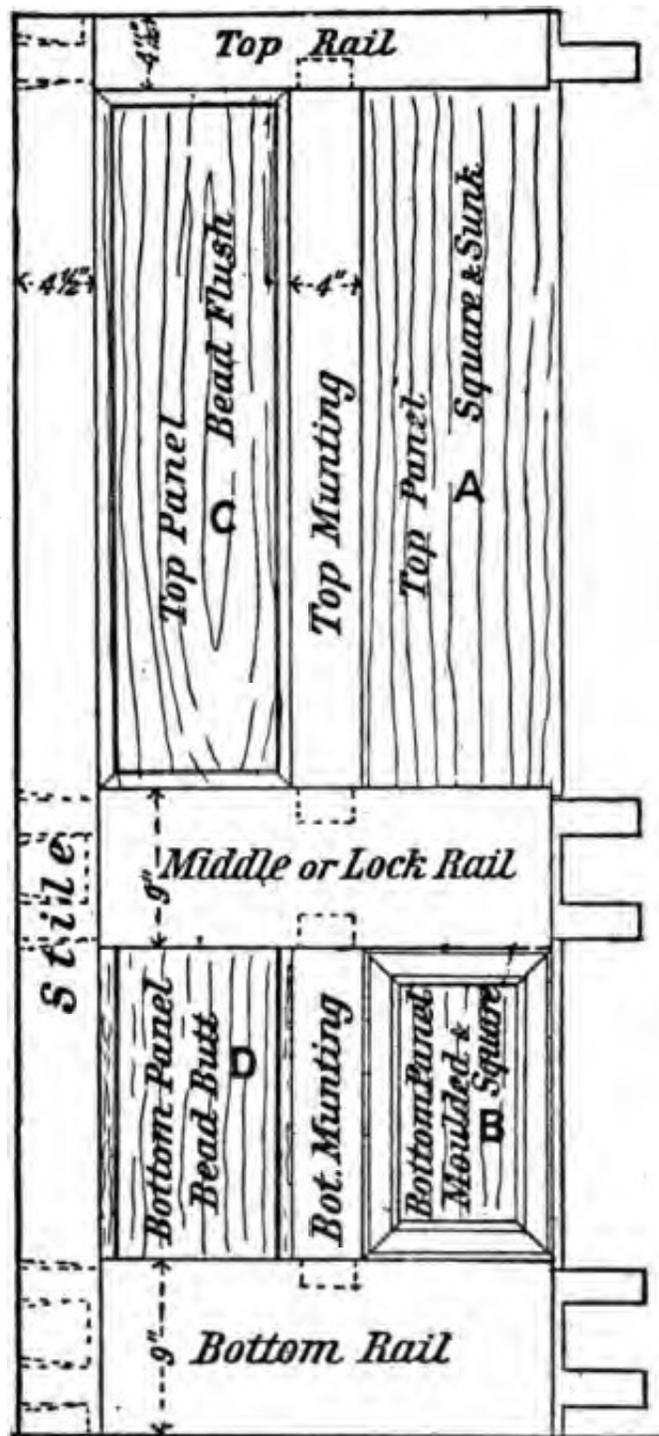 4½"
Top Rail
4½"
Top Panel
Bead Flush
C
4"
Top Munting
Top Panel
Square & Sunk
A
Stile
9"
Middle or Lock Rail
Bottom Panel
Bead Butt
D
Bot. Munting
Bottom Panel
Moulded &
Square
B
9"
Bottom Rail